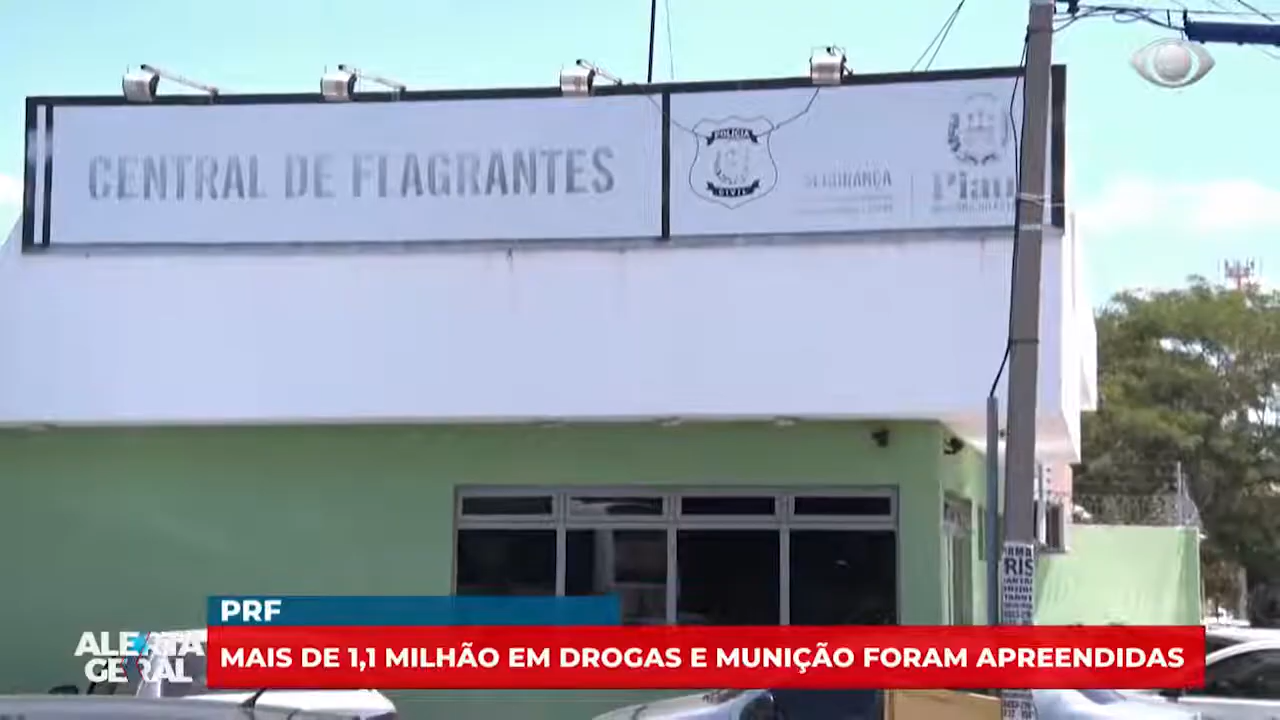 CENTRAL DE FLAGRANTES
POLÍCIA
CIVIL
SEGURANÇA
Piauí
RIS
PRF
ALERTA
GERAL
MAIS DE 1,1 MILHÃO EM DROGAS E MUNIÇÃO FORAM APREENDIDAS